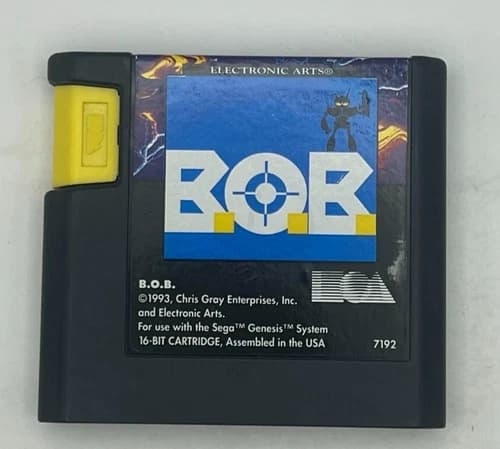 ELECTRONIC ARTS®
B.O.B.
B.O.B.
©1993, Chris Gray Enterprises, Inc.
and Electronic Arts.
For use with the Sega™ Genesis™ System
16-BIT CARTRIDGE, Assembled in the USA
7192
EA